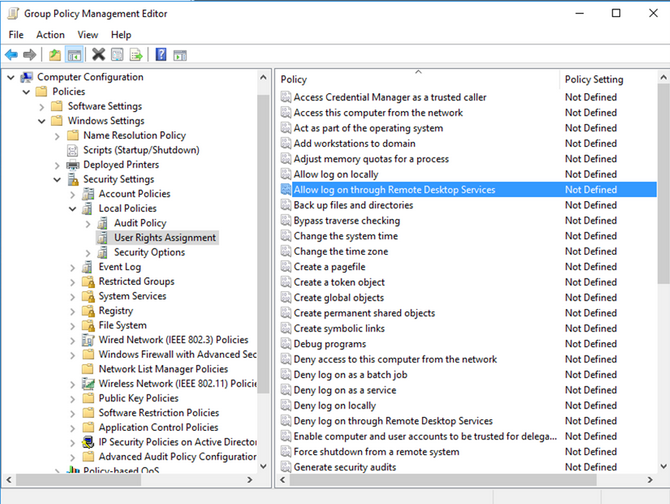 Group Policy Management Editor
File Action View Help
Computer Configuration
Policies
Software Settings
Windows Settings
Name Resolution Policy
Scripts (Startup/Shutdown)
Deployed Printers
Security Settings
Account Policies
Local Policies
Audit Policy
User Rights Assignment
Security Options
Event Log
Restricted Groups
System Services
Registry
File System
Wired Network (IEEE 802.3) Policies
Windows Firewall with Advanced Sec
Network List Manager Policies
Wireless Network (IEEE 802.11) Policie
Public Key Policies
Software Restriction Policies
Application Control Policies
IP Security Policies on Active Director
Advanced Audit Policy Configuration
Policy-based QoS
Policy Policy Setting
Access Credential Manager as a trusted caller Not Defined
Access this computer from the network Not Defined
Act as part of the operating system Not Defined
Add workstations to domain Not Defined
Adjust memory quotas for a process Not Defined
Allow log on locally Not Defined
Allow log on through Remote Desktop Services Not Defined
Back up files and directories Not Defined
Bypass traverse checking Not Defined
Change the system time Not Defined
Change the time zone Not Defined
Create a pagefile Not Defined
Create a token object Not Defined
Create global objects Not Defined
Create permanent shared objects Not Defined
Create symbolic links Not Defined
Debug programs Not Defined
Deny access to this computer from the network Not Defined
Deny log on as a batch job Not Defined
Deny log on as a service Not Defined
Deny log on locally Not Defined
Deny log on through Remote Desktop Services Not Defined
Enable computer and user accounts to be trusted for delega... Not Defined
Force shutdown from a remote system Not Defined
Generate security audits Not Defined